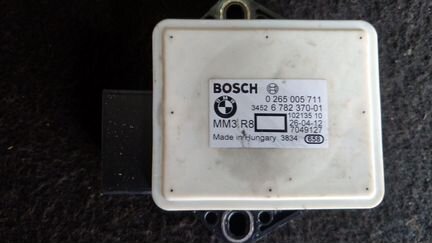 BOSCH
0 265 005 711
3452 6 782 370-01
102135 10
MM3.R8 26-04-12
7049127
Made in Hungary 3834 858